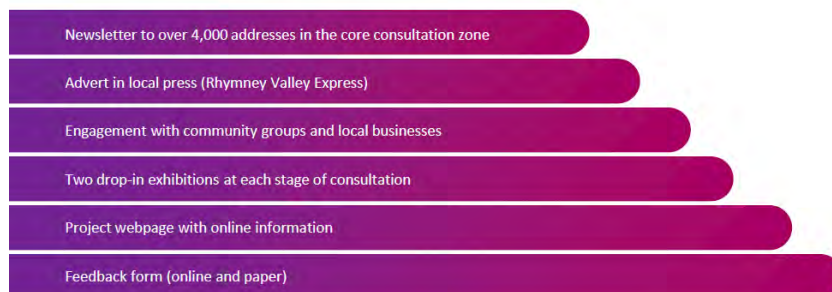 Newsletter to over 4,000 addresses in the core consultation zone
Advert in local press (Rhymney Valley Express)
Engagement with community groups and local businesses
Two drop-in exhibitions at each stage of consultation
Project webpage with online information
Feedback form (online and paper)